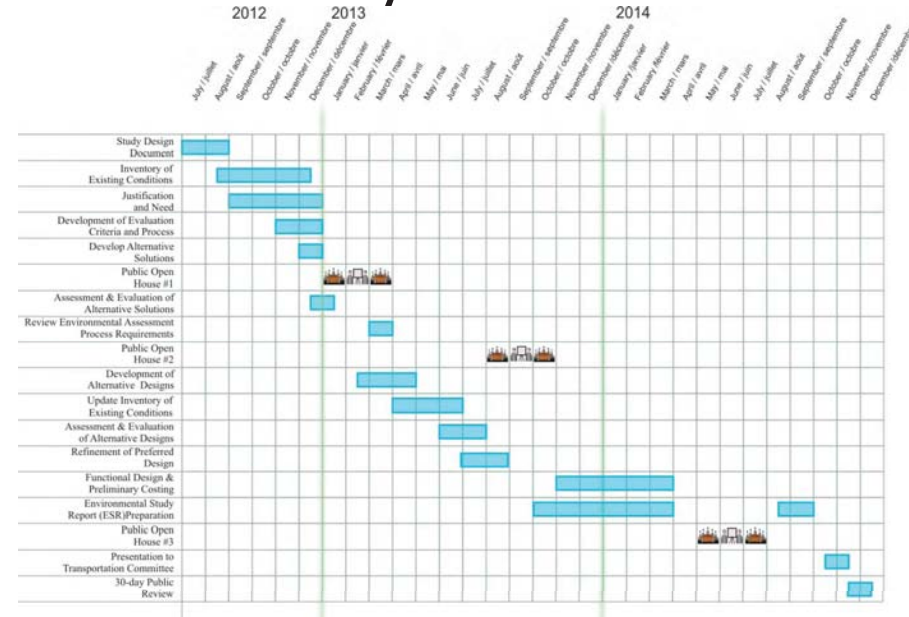 2012 2013 2014
July / juillet
August / août
September / septembre
October / octobre
November / novembre
December / décembre
January / janvier
February / février
March / mars
April / avril
May / mai
June / juin
July / juillet
August / août
September / septembre
October / octobre
November /novembre
December /décembre
January /janvier
February /février
March / mars
April / avril
May / mai
June / juin
July / juillet
August / août
September / septembre
October / octobre
November /novembre
Study Design
Document
Inventory of
Existing Conditions
Justification
and Need
Development of Evaluation
Criteria and Process
Develop Alternative
Solutions
Public Open
House #1
Assessment & Evaluation of
Alternative Solutions
Review Environmental Assessment
Process Requirements
Public Open
House #2
Development of
Alternative Designs
Update Inventory of
Existing Conditions
Assessment & Evaluation
of Alternative Designs
Refinement of Preferred
Design
Functional Design &
Preliminary Costing
Environmental Study
Report (ESR)Preparation
Public Open
House #3
Presentation to
Transportation Committee
30-day Public
Review